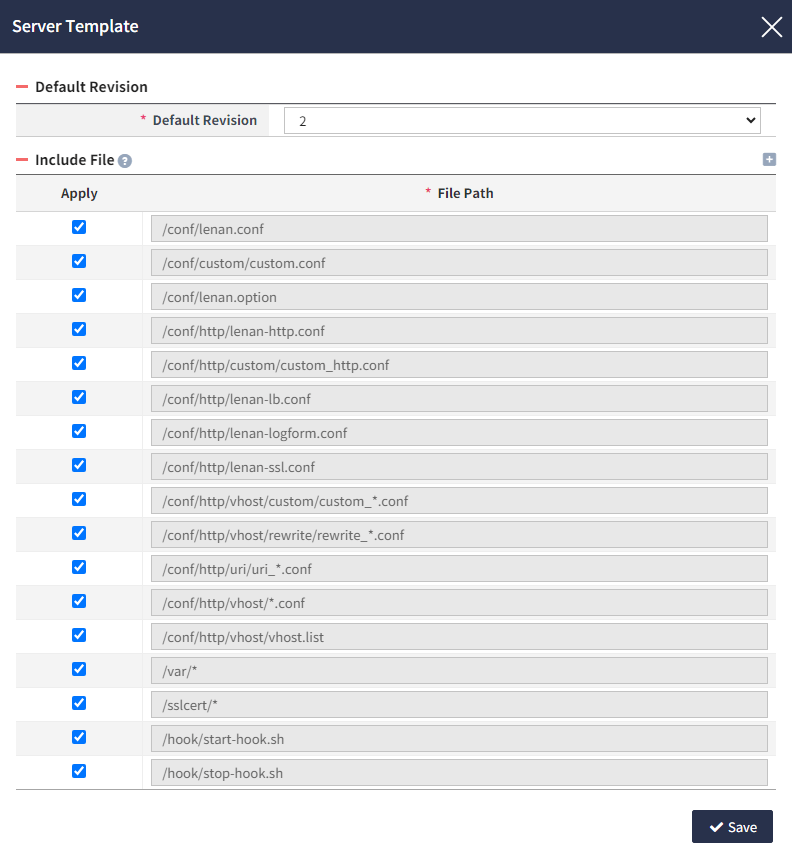 Server Template
Default Revision
* Default Revision 2
Include File ?
Apply * File Path
/conf/lenan.conf
/conf/custom/custom.conf
/conf/lenan.option
/conf/http/lenan-http.conf
/conf/http/custom/custom_http.conf
/conf/http/lenan-lb.conf
/conf/http/lenan-logform.conf
/conf/http/lenan-ssl.conf
/conf/http/vhost/custom/custom_*.conf
/conf/http/vhost/rewrite/rewrite_*.conf
/conf/http/uri/uri_*.conf
/conf/http/vhost/*.conf
/conf/http/vhost/vhost.list
/var/*
/sslcert/*
/hook/start-hook.sh
/hook/stop-hook.sh
Save